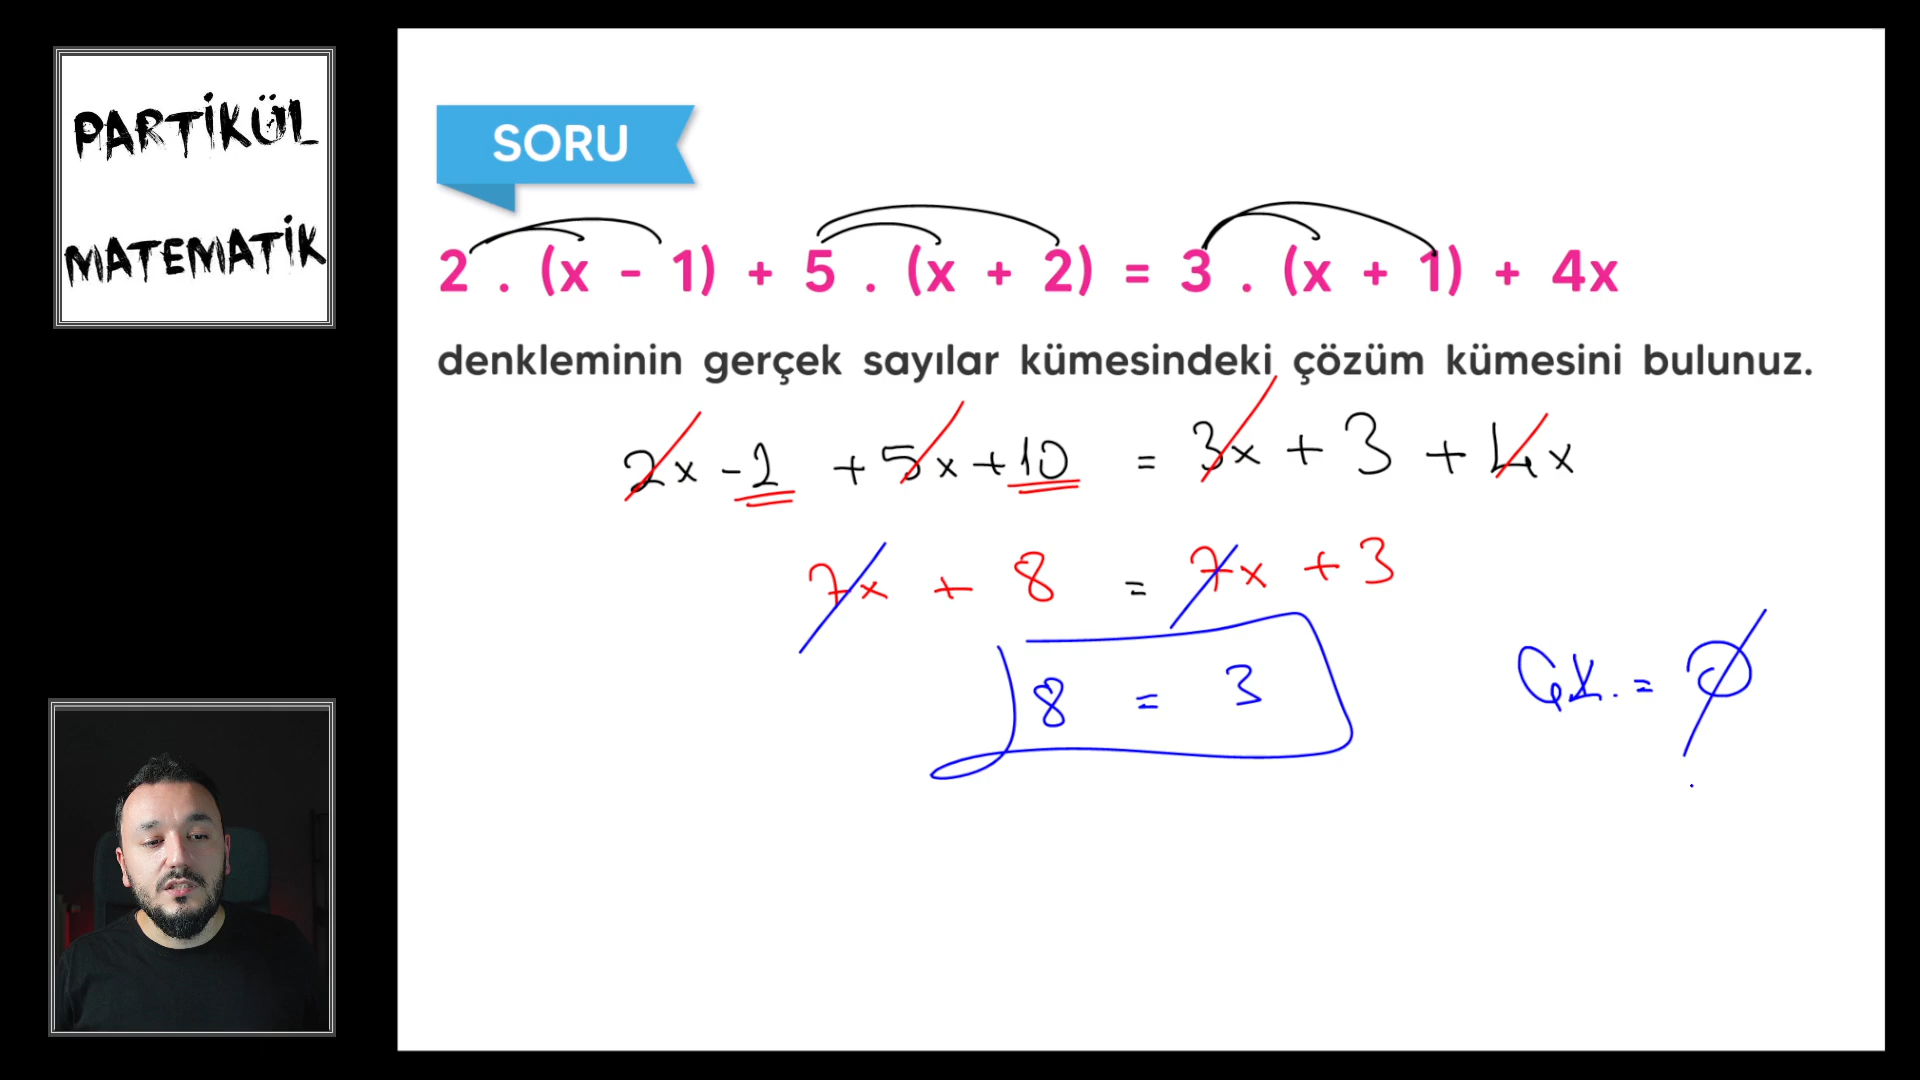 PARTİKÜL
MATEMATİK
SORU
2 . (x - 1) + 5 . (x + 2) = 3 . (x + 1) + 4x
denkleminin gerçek sayılar kümesindeki çözüm kümesini bulunuz.
2x - 2 + 5x + 10 = 3x + 3 + 4x
7x + 8 = 7x + 3
8 = 3
Ç.K. = ∅